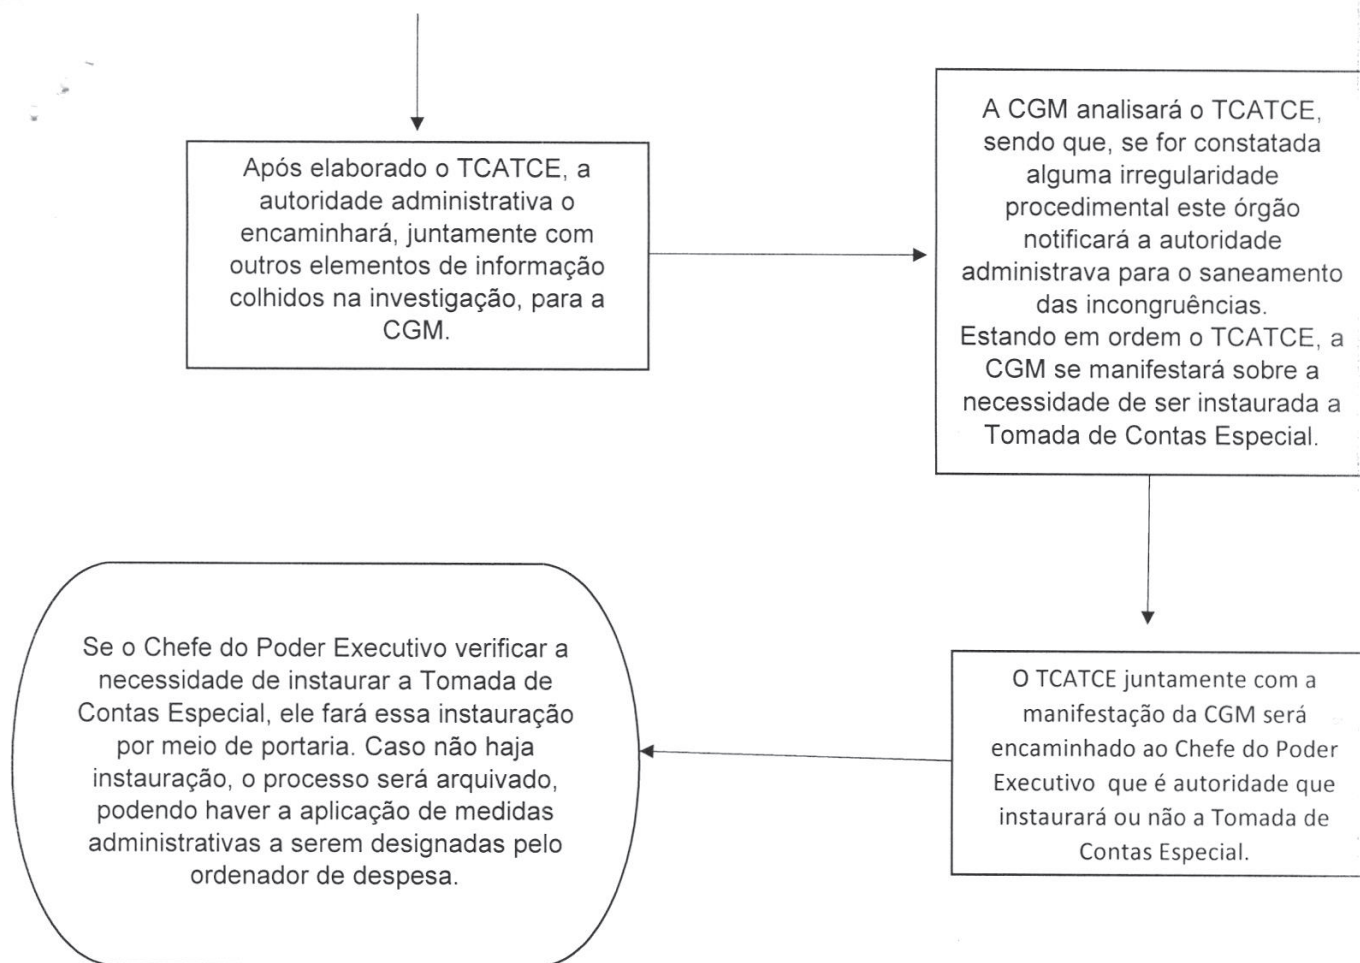 Após elaborado o TCATCE, a
autoridade administrativa o
encaminhará, juntamente com
outros elementos de informação
colhidos na investigação, para a
CGM.
A CGM analisará o TCATCE,
sendo que, se for constatada
alguma irregularidade
procedimental este órgão
notificará a autoridade
administrava para o saneamento
das incongruências.
Estando em ordem o TCATCE, a
CGM se manifestará sobre a
necessidade de ser instaurada a
Tomada de Contas Especial.
O TCATCE juntamente com a
manifestação da CGM será
encaminhado ao Chefe do Poder
Executivo que é autoridade que
instaurará ou não a Tomada de
Contas Especial.
Se o Chefe do Poder Executivo verificar a
necessidade de instaurar a Tomada de
Contas Especial, ele fará essa instauração
por meio de portaria. Caso não haja
instauração, o processo será arquivado,
podendo haver a aplicação de medidas
administrativas a serem designadas pelo
ordenador de despesa.